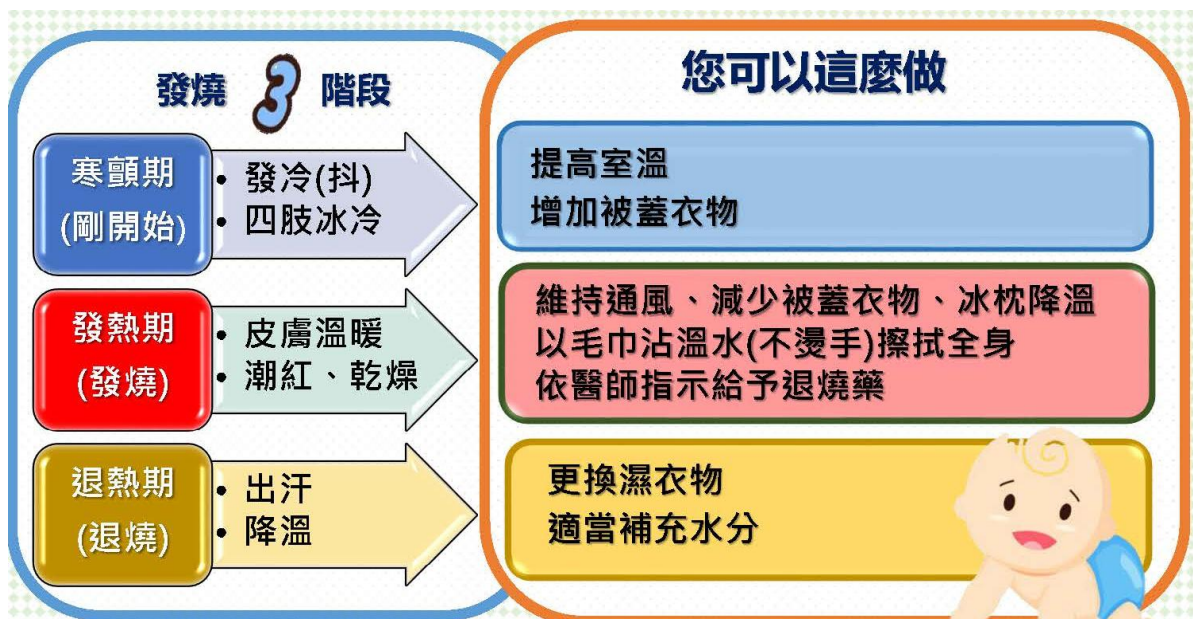 發燒3階段
您可以這麼做
寒顫期
(剛開始)
• 發冷(抖)
• 四肢冰冷
提高室溫
增加被蓋衣物
發熱期
(發燒)
• 皮膚溫暖
• 潮紅、乾燥
維持通風、減少被蓋衣物、冰枕降溫
以毛巾沾溫水(不燙手)擦拭全身
依醫師指示給予退燒藥
退熱期
(退燒)
• 出汗
• 降溫
更換濕衣物
適當補充水分